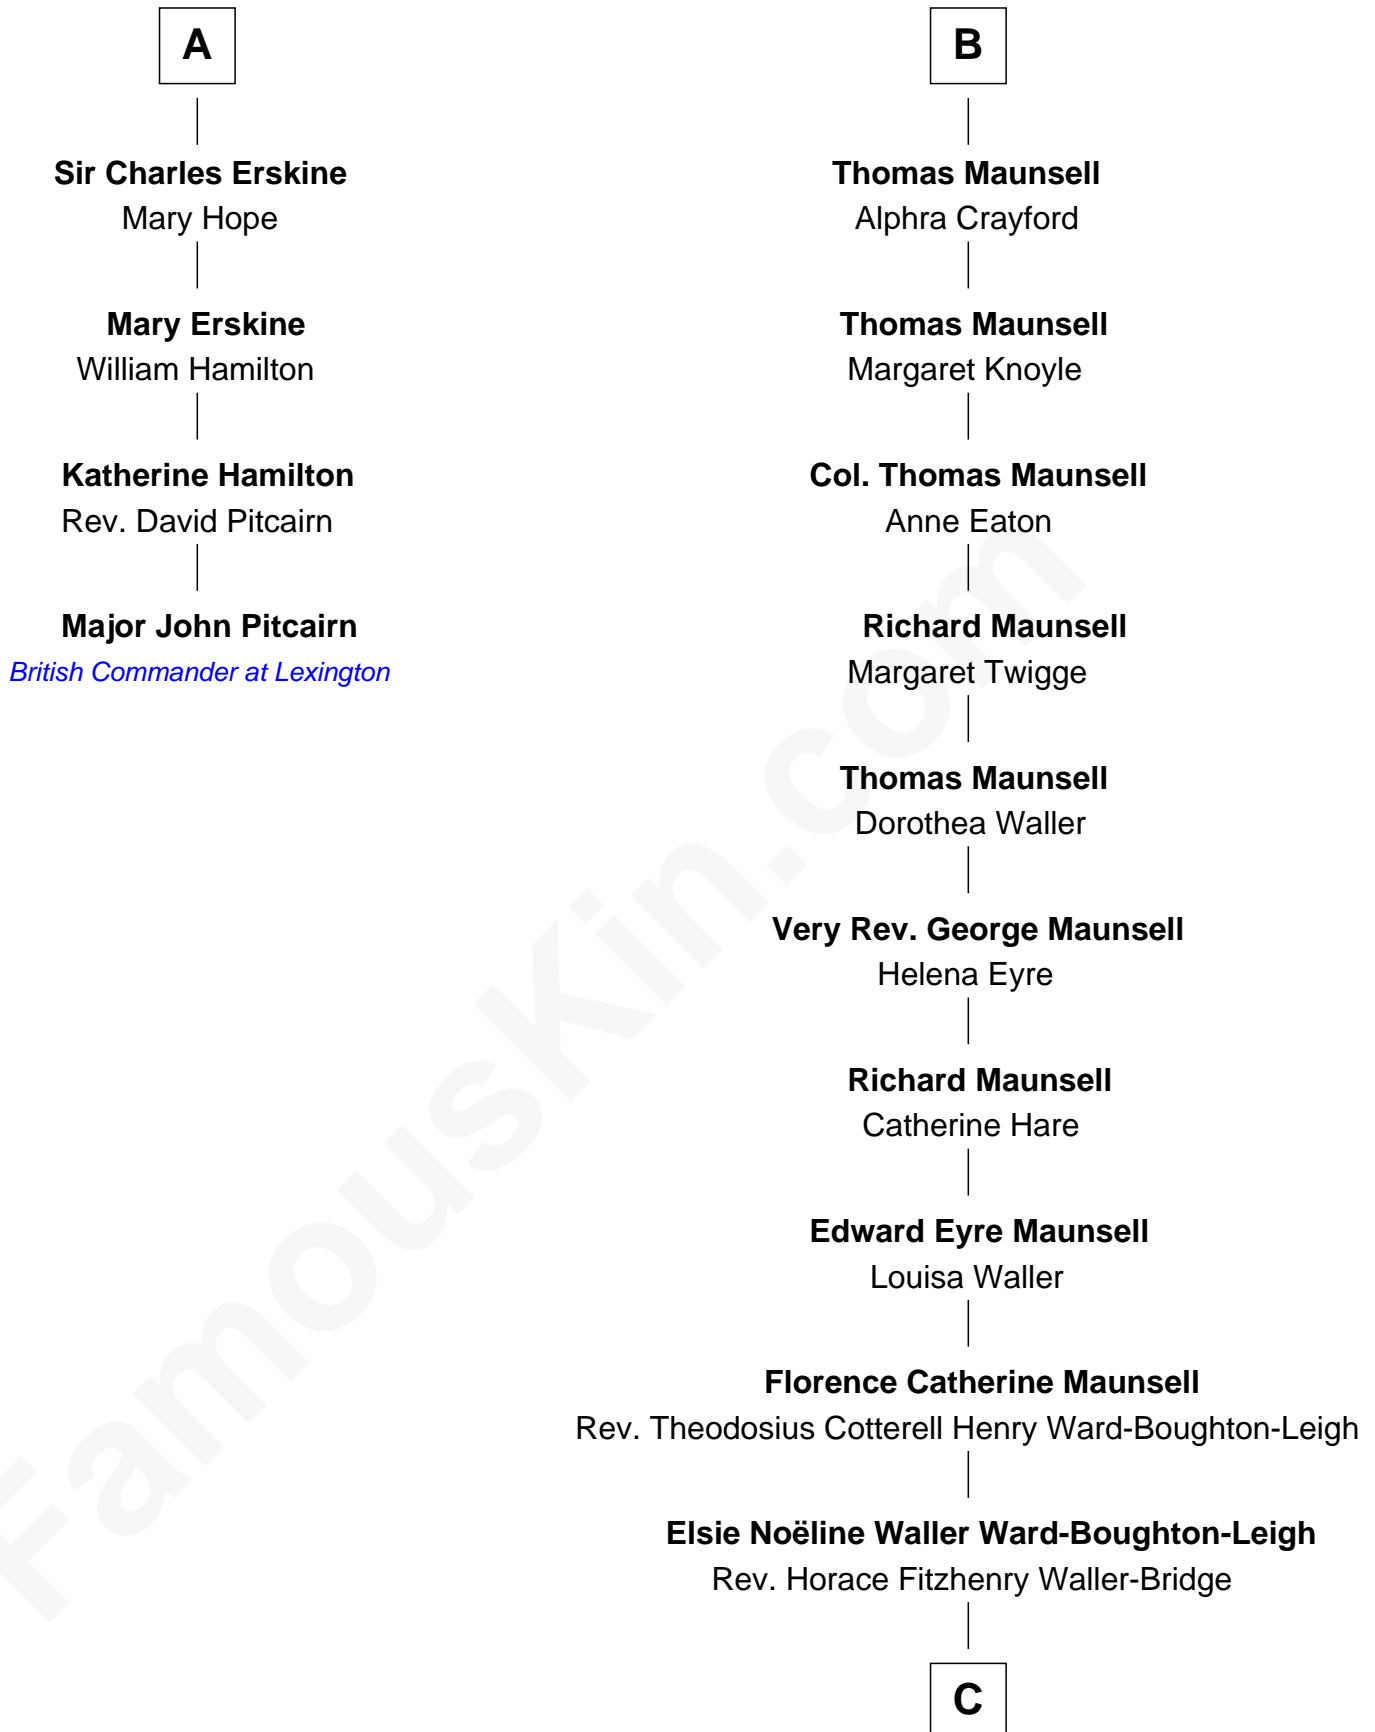 A
Sir Charles Erskine
Mary Hope
Mary Erskine
William Hamilton
Katherine Hamilton
Rev. David Pitcairn
Major John Pitcairn
British Commander at Lexington
B
Thomas Maunsell
Alphra Crayford
Thomas Maunsell
Margaret Knoyle
Col. Thomas Maunsell
Anne Eaton
Richard Maunsell
Margaret Twigge
Thomas Maunsell
Dorothea Waller
Very Rev. George Maunsell
Helena Eyre
Richard Maunsell
Catherine Hare
Edward Eyre Maunsell
Louisa Waller
Florence Catherine Maunsell
Rev. Theodosius Cotterell Henry Ward-Boughton-Leigh
Elsie Noëline Waller Ward-Boughton-Leigh
Rev. Horace Fitzhenry Waller-Bridge
C
FamousKin.com